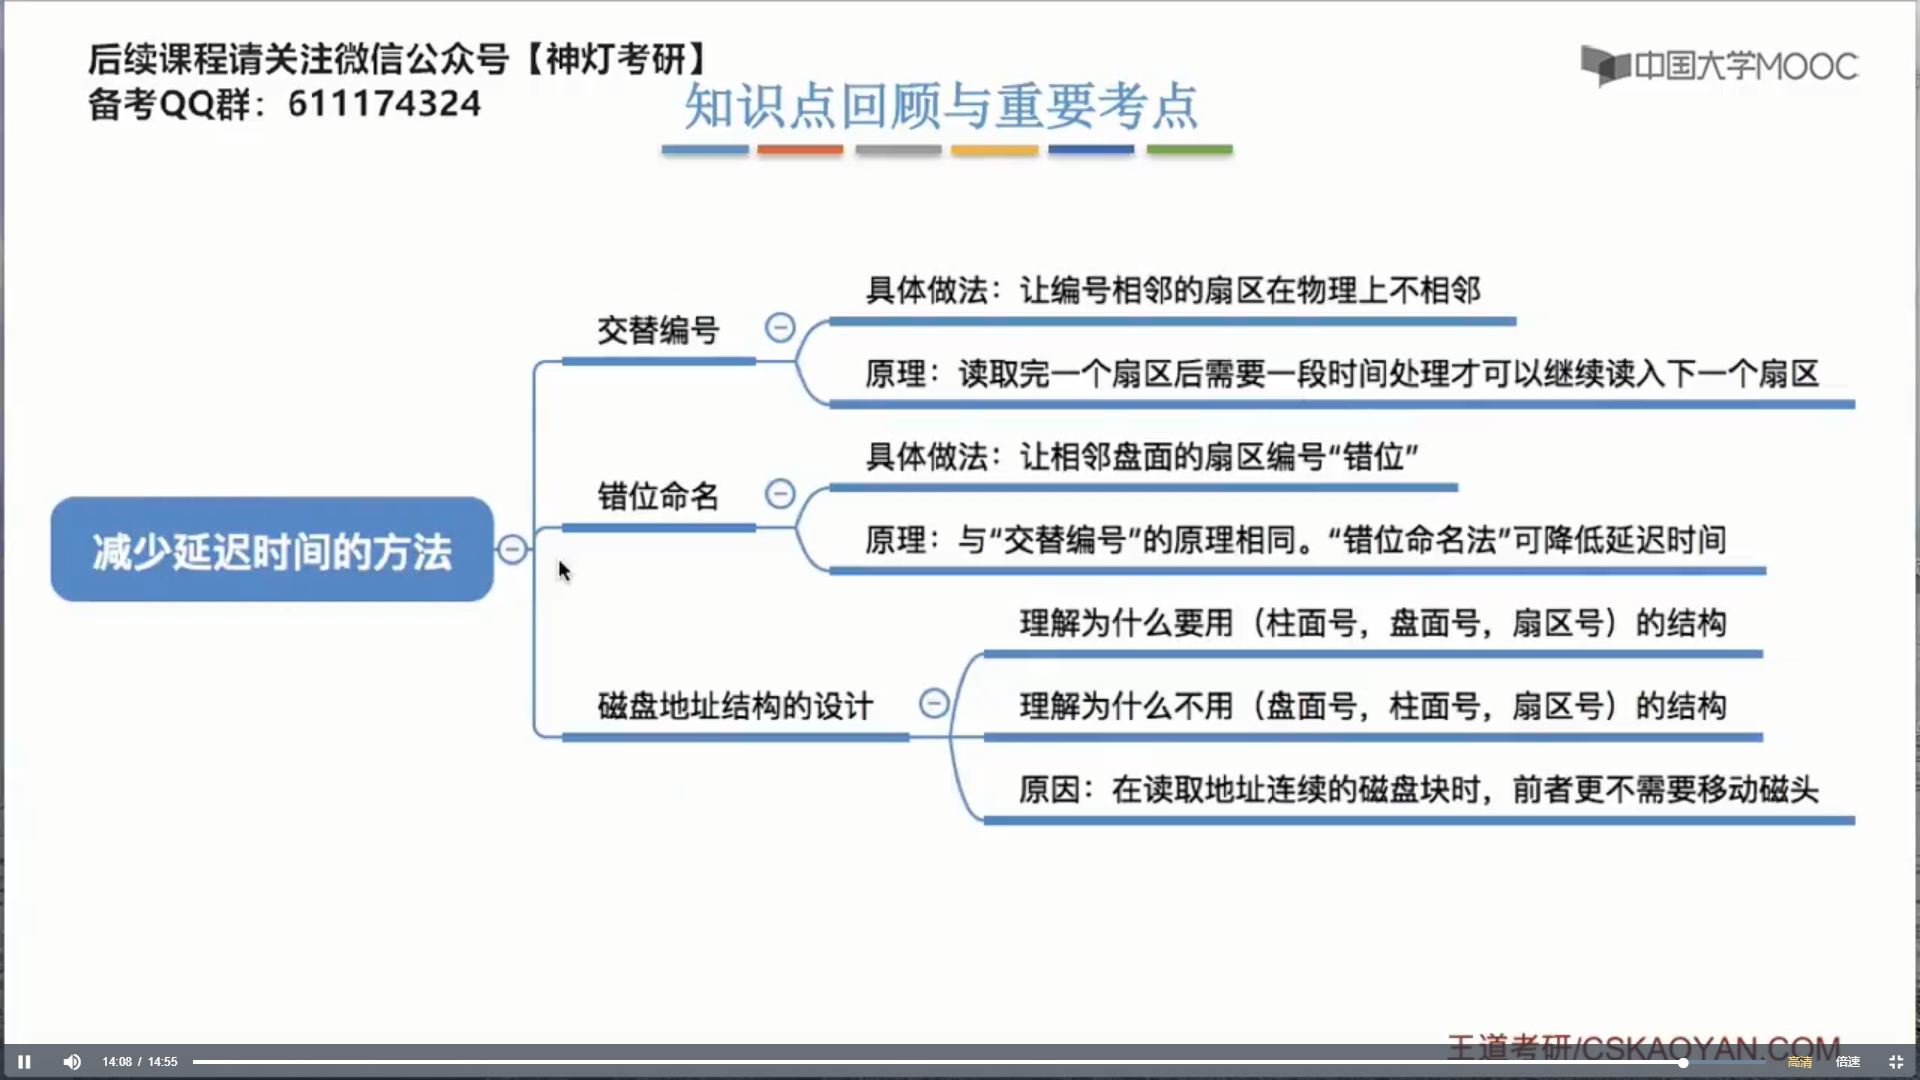 后续课程请关注微信公众号【神灯考研】
备考QQ群：611174324
中国大学MOOC
知识点回顾与重要考点
减少延迟时间的方法
交替编号
具体做法：让编号相邻的扇区在物理上不相邻
原理：读取完一个扇区后需要一段时间处理才可以继续读入下一个扇区
错位命名
具体做法：让相邻盘面的扇区编号“错位”
原理：与“交替编号”的原理相同。“错位命名法”可降低延迟时间
磁盘地址结构的设计
理解为什么要用（柱面号，盘面号，扇区号）的结构
理解为什么不用（盘面号，柱面号，扇区号）的结构
原因：在读取地址连续的磁盘块时，前者更不需要移动磁头
王道考研/CSKAOYAN.COM
14:08 / 14:55
高清
倍速